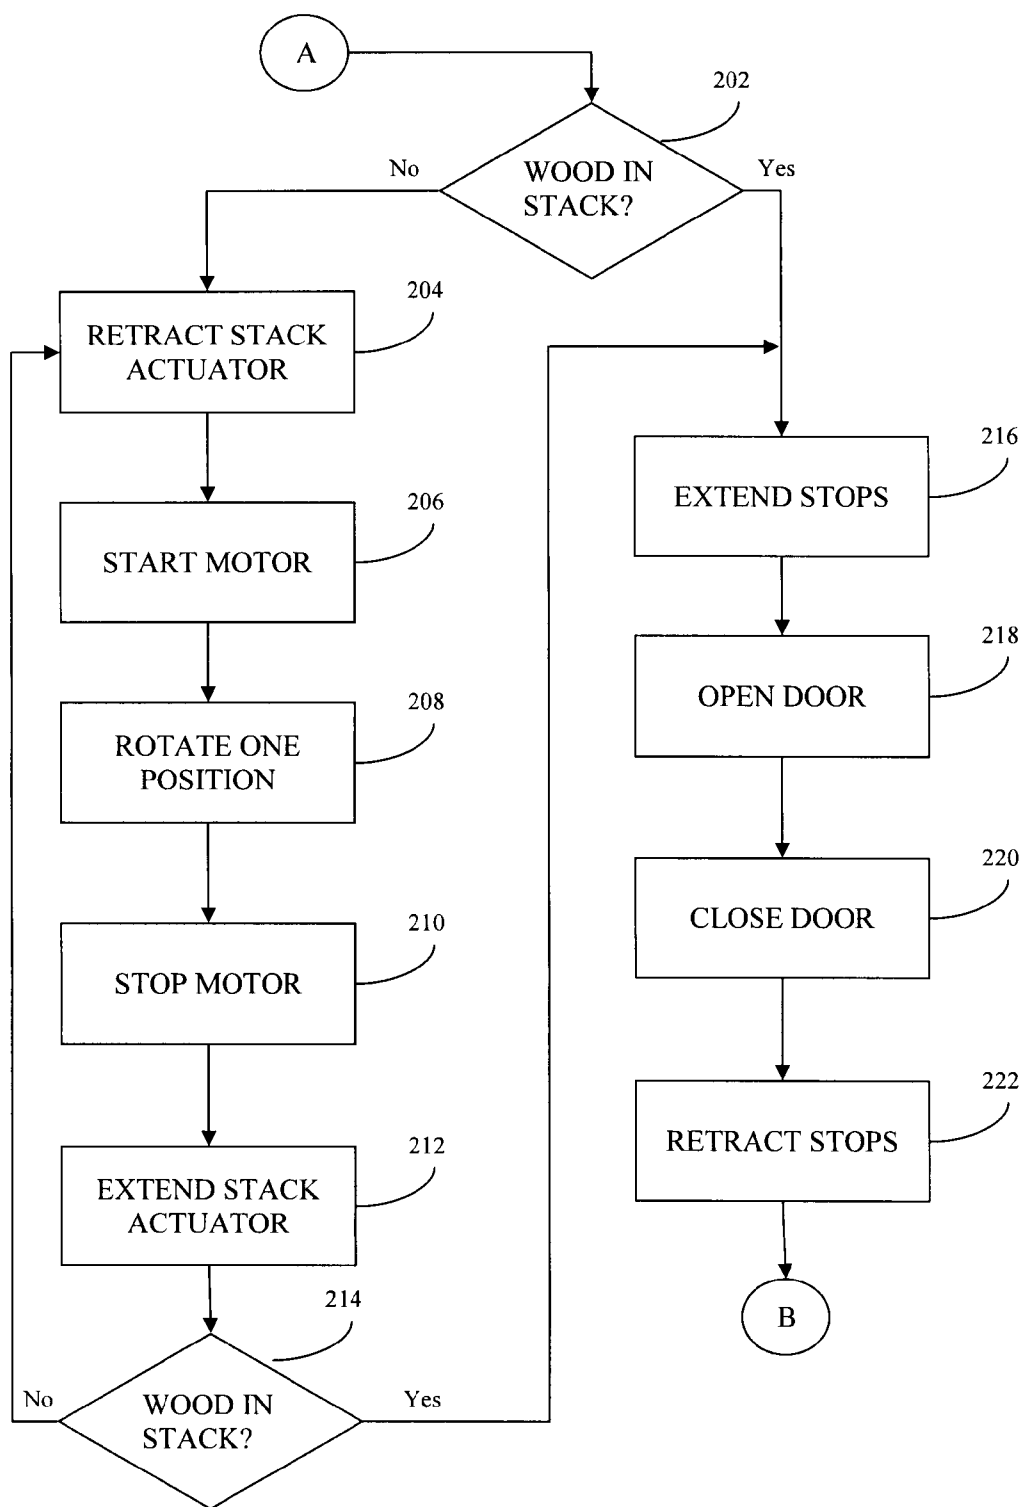 A
202
No
WOOD IN
STACK?
Yes
204
RETRACT STACK
ACTUATOR
206
START MOTOR
208
ROTATE ONE
POSITION
210
STOP MOTOR
212
EXTEND STACK
ACTUATOR
214
No
WOOD IN
STACK?
Yes
216
EXTEND STOPS
218
OPEN DOOR
220
CLOSE DOOR
222
RETRACT STOPS
B